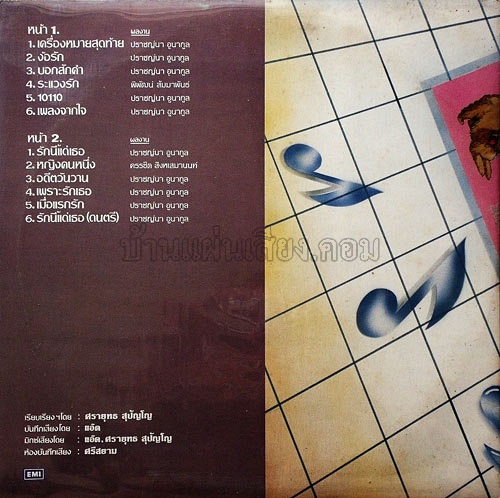 หน้า 1. ผลงาน
1. เครื่องหมายสุดท้าย ปราชญ์นา อูนากูล
2. ง้อรัก ปราชญ์นา อูนากูล
3. บอกสักคำ ปราชญ์นา อูนากูล
4. ระแวงรัก พิพัฒน์ สัมมาพันธ์
5. 10110 ปราชญ์นา อูนากูล
6. เพลงจากใจ ปราชญ์นา อูนากูล
หน้า 2. ผลงาน
1. รักนี้แด่เธอ ปราชญ์นา อูนากูล
2. หญิงคนหนึ่ง ครรชิต สิงหเสมานนท์
3. อดีตวันวาน ปราชญ์นา อูนากูล
4. เพราะรักเธอ ปราชญ์นา อูนากูล
5. เมื่อแรกรัก ปราชญ์นา อูนากูล
6. รักนี้แด่เธอ (ดนตรี) ปราชญ์นา อูนากูล
บ้านแผ่นเสียง.คอม
เรียบเรียงฯโดย : ศรายุทธ สุปัญโญ
บันทึกเสียงโดย : แอ๊ด
มิกซ์เสียงโดย : แอ๊ด, ศรายุทธ สุปัญโญ
ห้องบันทึกเสียง : ศรีสยาม
EMI